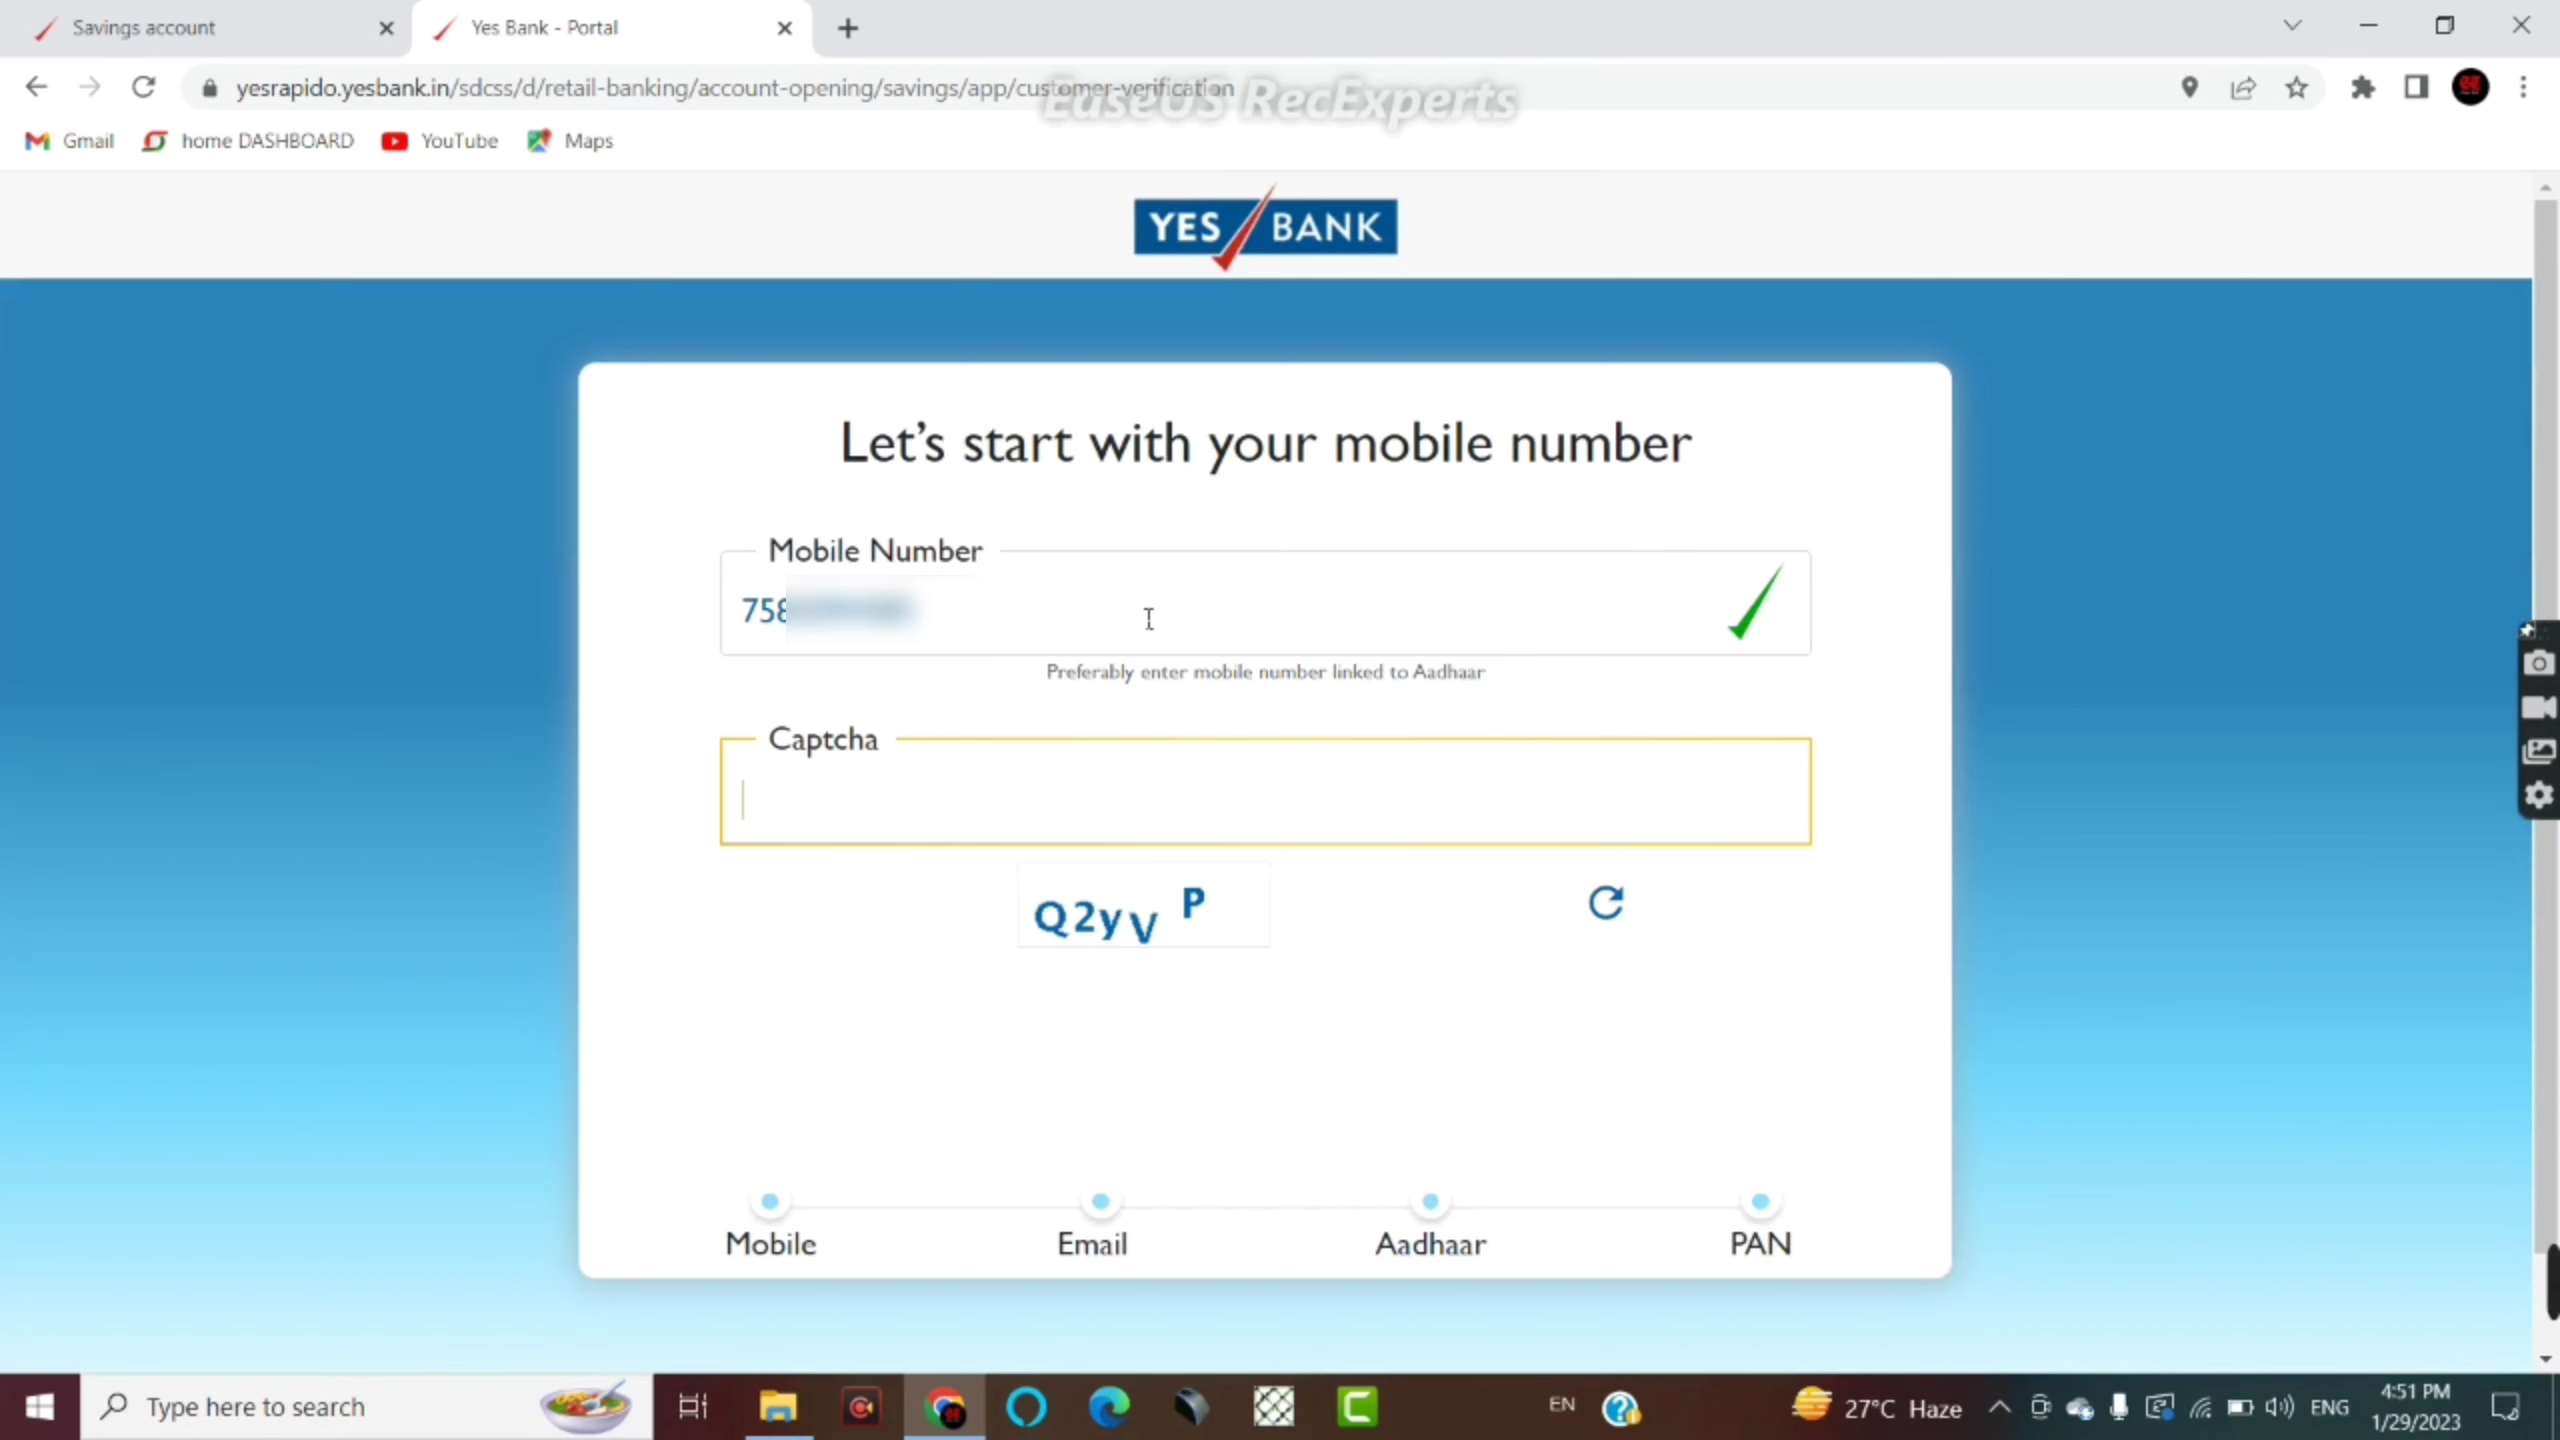 Savings account
Yes Bank - Portal
yesrapido.yesbank.in/sdcss/d/retail-banking/account-opening/savings/app/customer-verification
EaseUS RecExperts
Gmail
home DASHBOARD
YouTube
Maps
YES BANK
Let's start with your mobile number
Mobile Number
758
Preferably enter mobile number linked to Aadhaar
Captcha
Q2yVP
Mobile
Email
Aadhaar
PAN
Type here to search
EN
27°C Haze
ENG
4:51 PM
1/29/2023